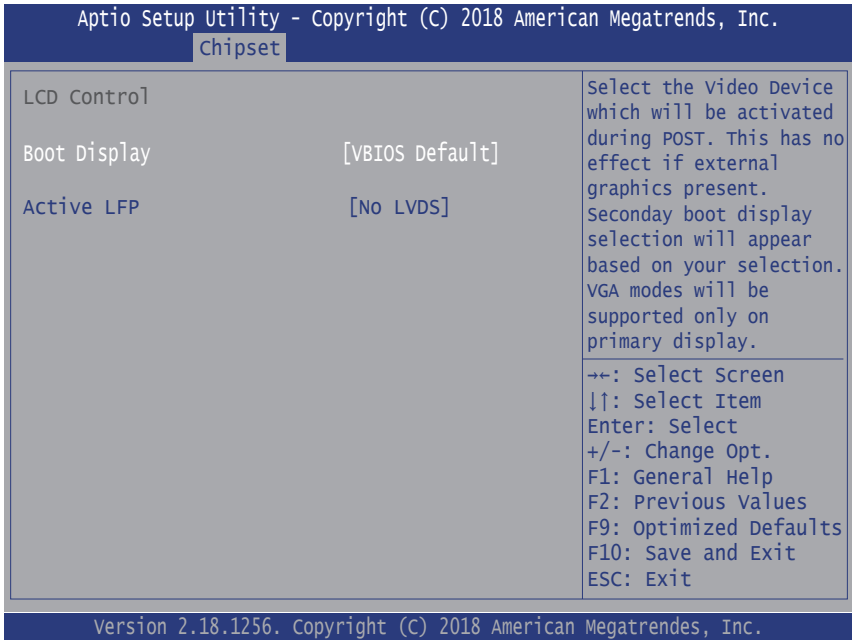 Aptio Setup Utility - Copyright (C) 2018 American Megatrends, Inc.
Chipset
LCD Control
Boot Display [VBIOS Default]
Active LFP [No LVDS]
Select the Video Device
which will be activated
during POST. This has no
effect if external
graphics present.
Seconday boot display
selection will appear
based on your selection.
VGA modes will be
supported only on
primary display.
→←: Select Screen
↓↑: Select Item
Enter: Select
+/-: Change Opt.
F1: General Help
F2: Previous Values
F9: Optimized Defaults
F10: Save and Exit
ESC: Exit
Version 2.18.1256. Copyright (C) 2018 American Megatrendes, Inc.